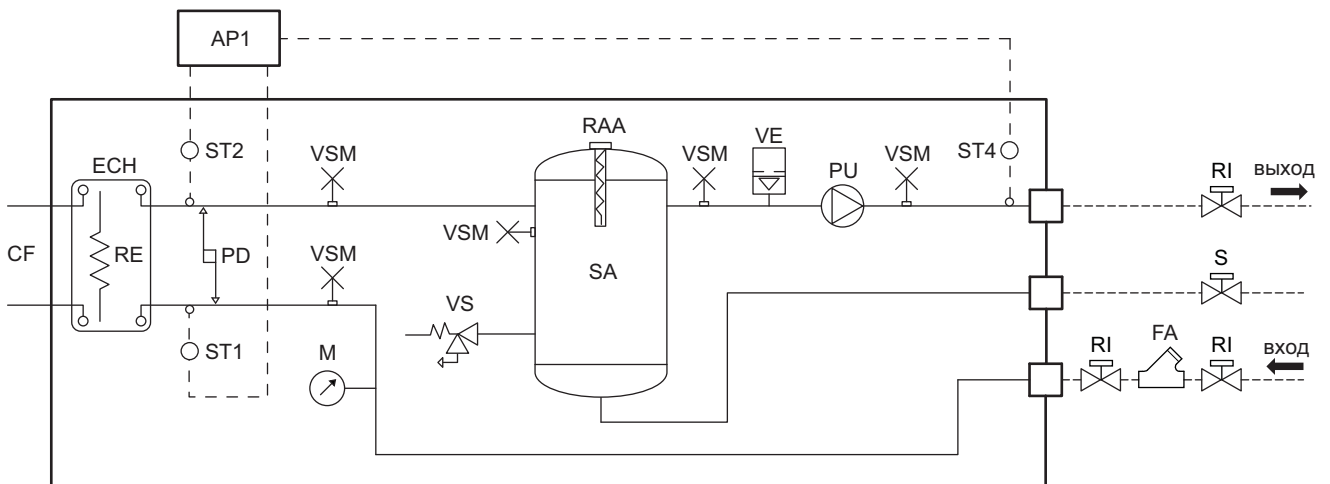 AP1
RAA
VE
ECH
ST2
VSM
VSM
PU
VSM
ST4
RI
выход
CF
RE
PD
VSM
VSM
SA
S
VS
ST1
M
RI
FA
RI
вход